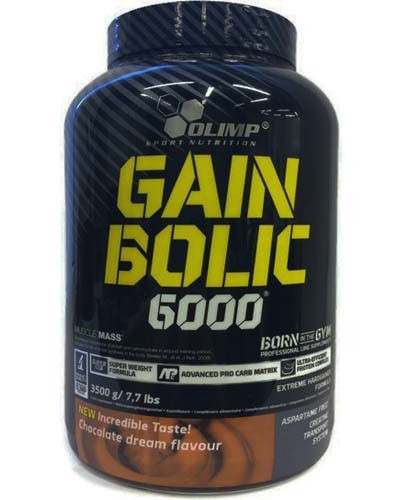 OLIMP
SPORT NUTRITION
GAIN
BOLIC
6000
MUSCLE MASS
BORN IN THE GYM
PROFESSIONAL LINE SUPPLEMENTS
SUPER WEIGHT
FORMULA
ADVANCED PRO CARB MATRIX
ULTRA-EFFICIENT
PROTEIN COMPLEX
EXTREME HARDGAINER
FORMULA
3500 g/ 7,7 lbs
NEW Incredible Taste!
Chocolate dream flavour
ASPARTAME FREE
CREATINE
TRANSPORT
SYSTEM